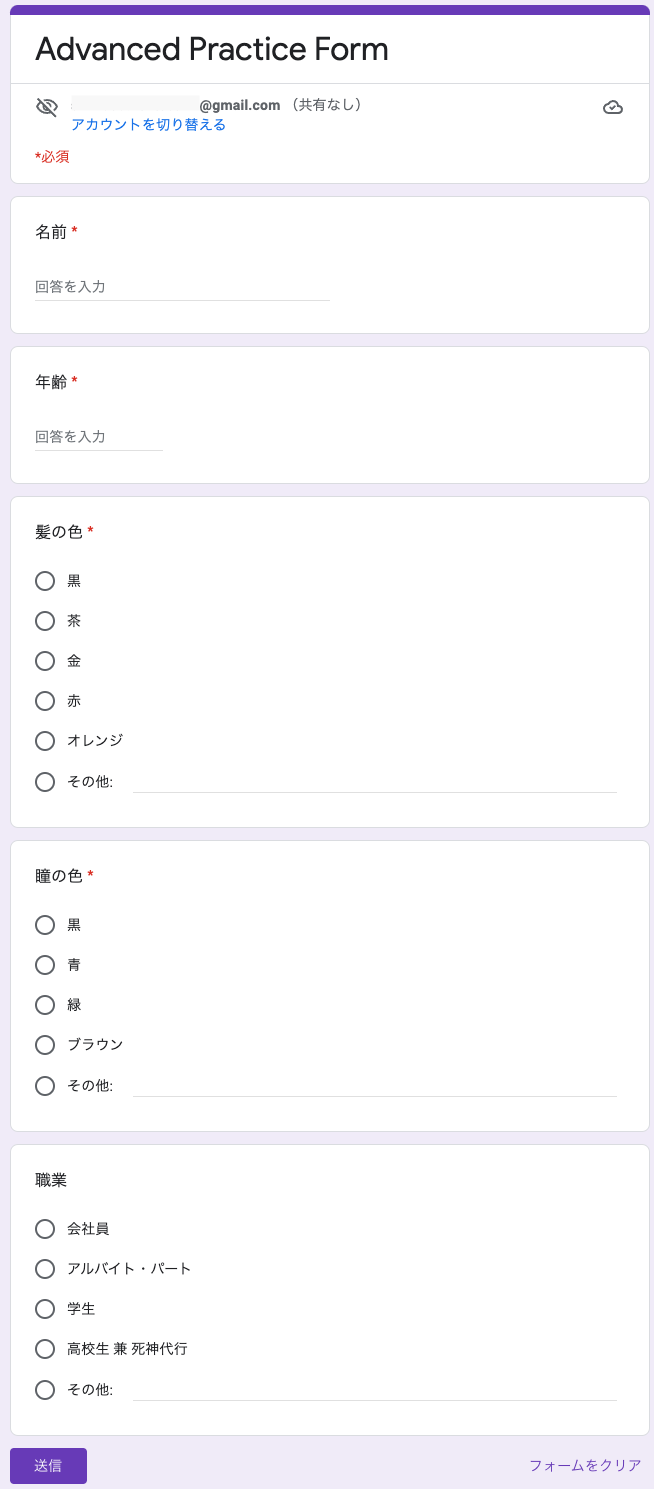 Advanced Practice Form
@gmail.com （共有なし）
アカウントを切り替える
*必須
名前 *
回答を入力
年齢 *
回答を入力
髪の色 *
黒
茶
金
赤
オレンジ
その他:
瞳の色 *
黒
青
緑
ブラウン
その他:
職業
会社員
アルバイト・パート
学生
高校生 兼 死神代行
その他:
送信
フォームをクリア